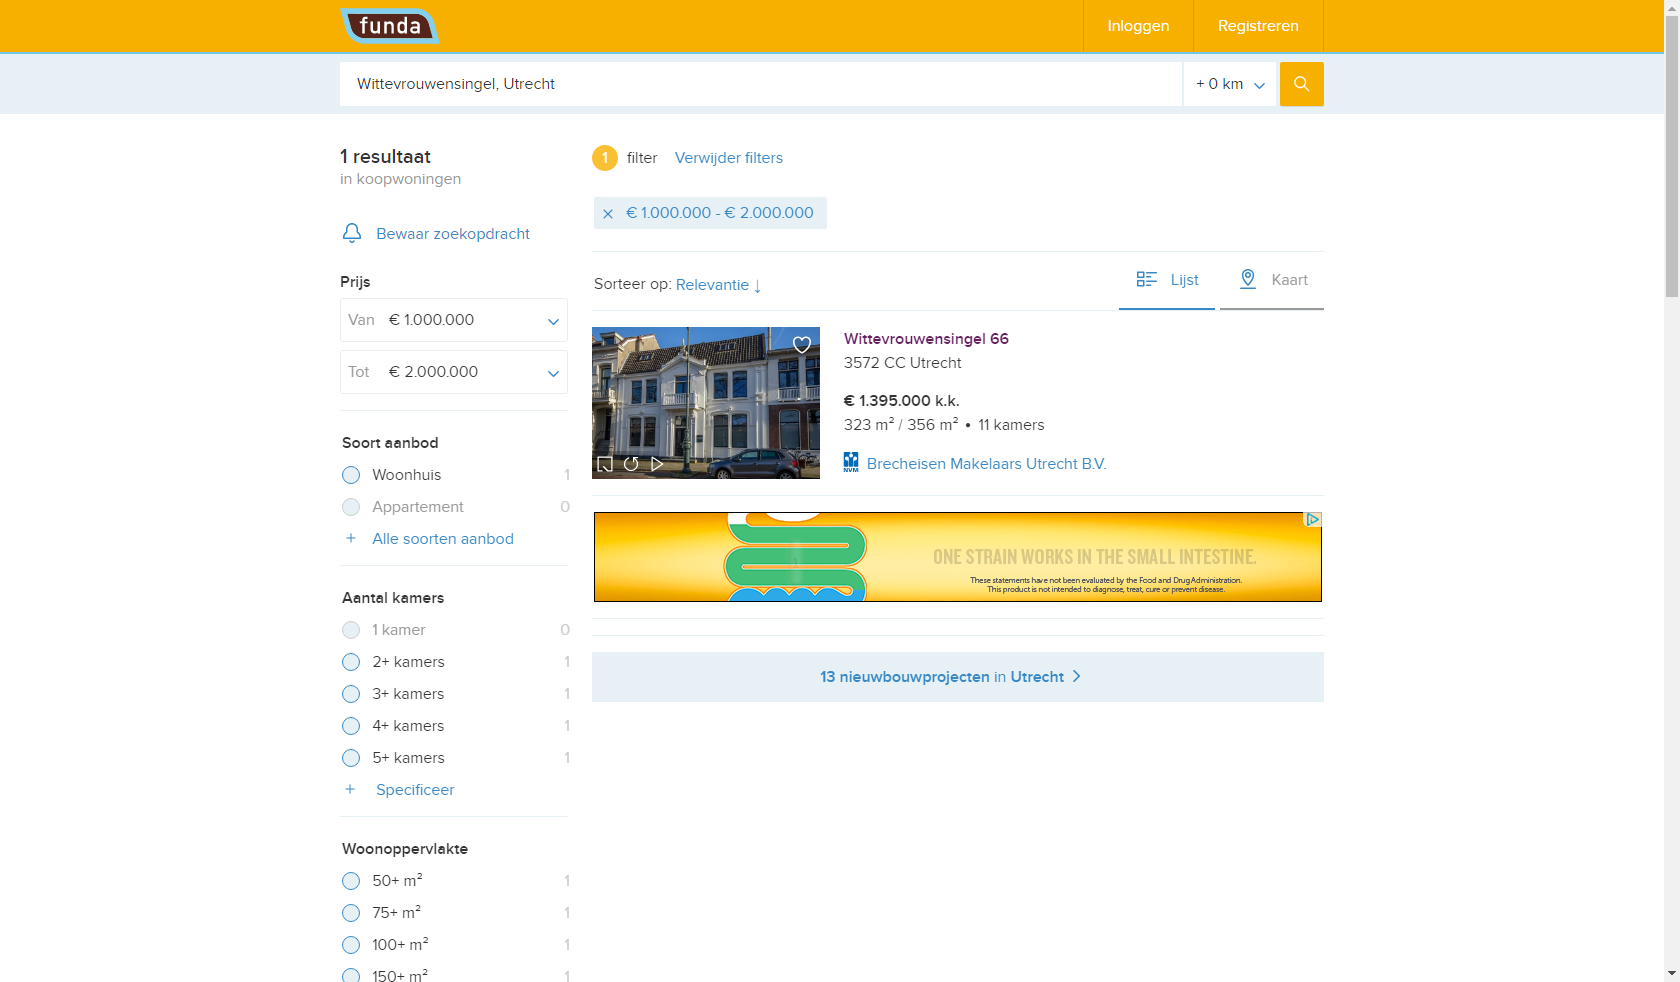 funda
Inloggen
Registreren
Wittevrouwensingel, Utrecht
+ 0 km
1 resultaat
in koopwoningen
Bewaar zoekopdracht
Prijs
Van € 1.000.000
Tot € 2.000.000
Soort aanbod
Woonhuis 1
Appartement 0
+ Alle soorten aanbod
Aantal kamers
1 kamer 0
2+ kamers 1
3+ kamers 1
4+ kamers 1
5+ kamers 1
+ Specificeer
Woonoppervlakte
50+ m² 1
75+ m² 1
100+ m² 1
150+ m² 1
1 filter Verwijder filters
× € 1.000.000 - € 2.000.000
Sorteer op: Relevantie ↓
Lijst
Kaart
Wittevrouwensingel 66
3572 CC Utrecht
€ 1.395.000 k.k.
323 m² / 356 m² • 11 kamers
NVM Brecheisen Makelaars Utrecht B.V.
ONE STRAIN WORKS IN THE SMALL INTESTINE.
These statements have not been evaluated by the Food and Drug Administration.
This product is not intended to diagnose, treat, cure or prevent disease.
13 nieuwbouwprojecten in Utrecht >